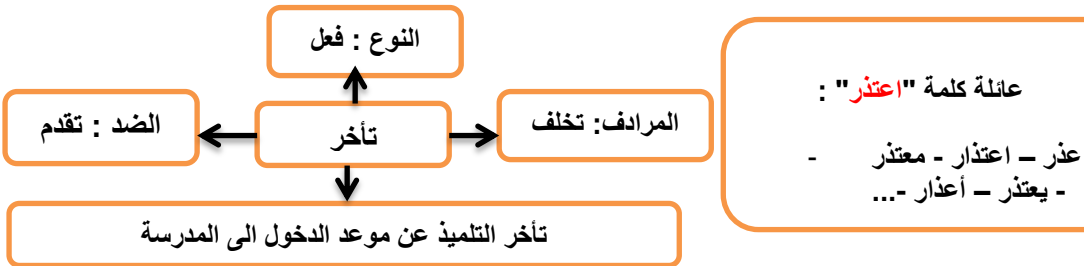 النوع : فعل
عائلة كلمة "اعتذر" :
المرادف: تخلف
تأخر
الضد : تقدم
عذر – اعتذار - معتذر -
- يعتذر – أعذار -...
تأخر التلميذ عن موعد الدخول الى المدرسة